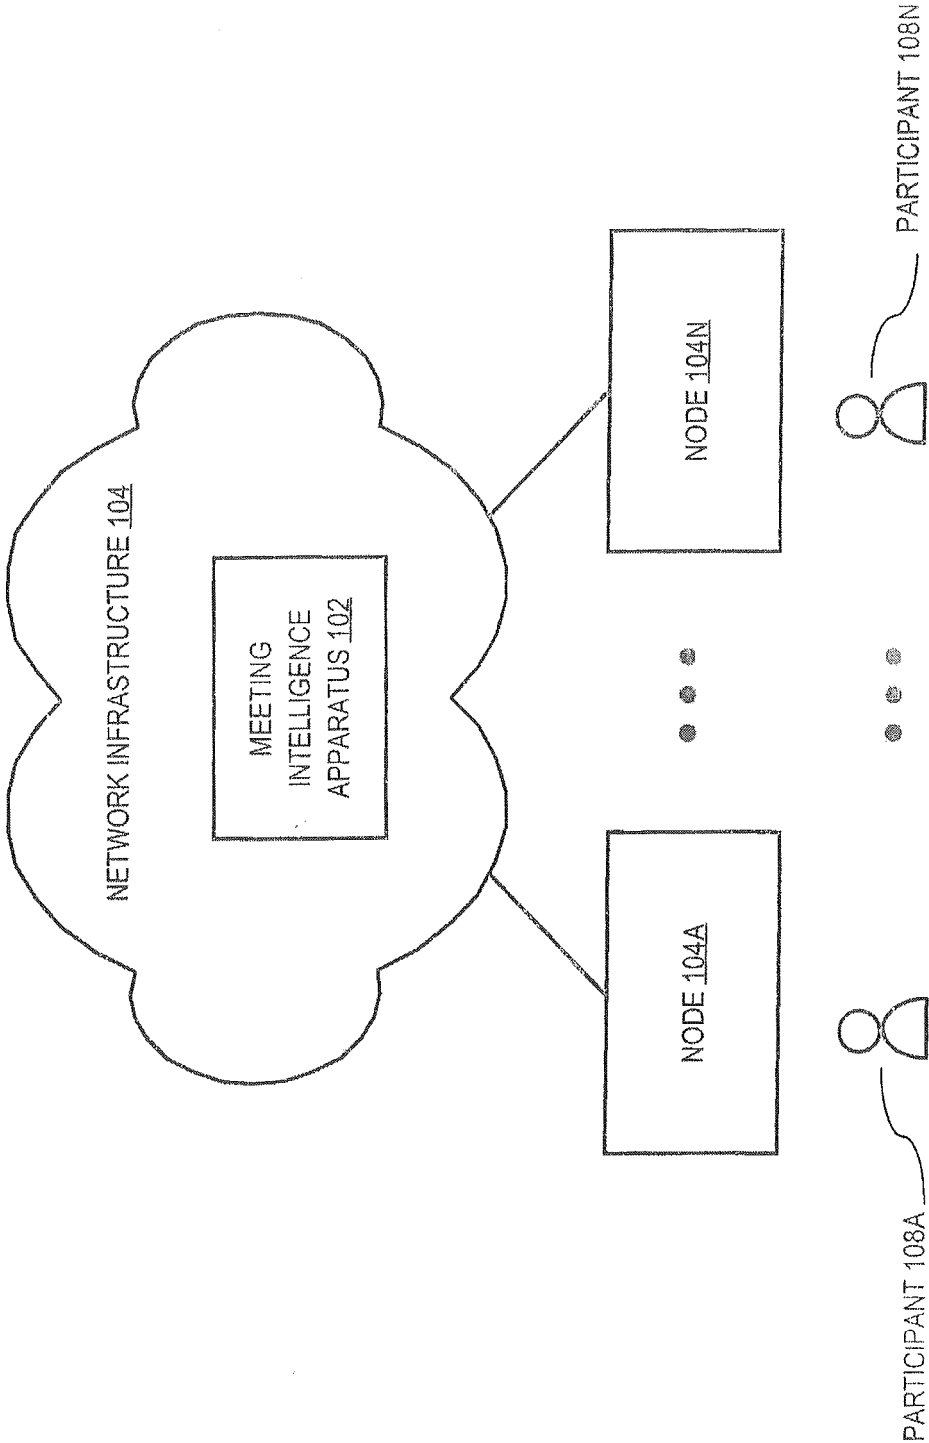 NETWORK INFRASTRUCTURE 104
MEETING
INTELLIGENCE
APPARATUS 102
NODE 104A
NODE 104N
PARTICIPANT 108A
PARTICIPANT 108N